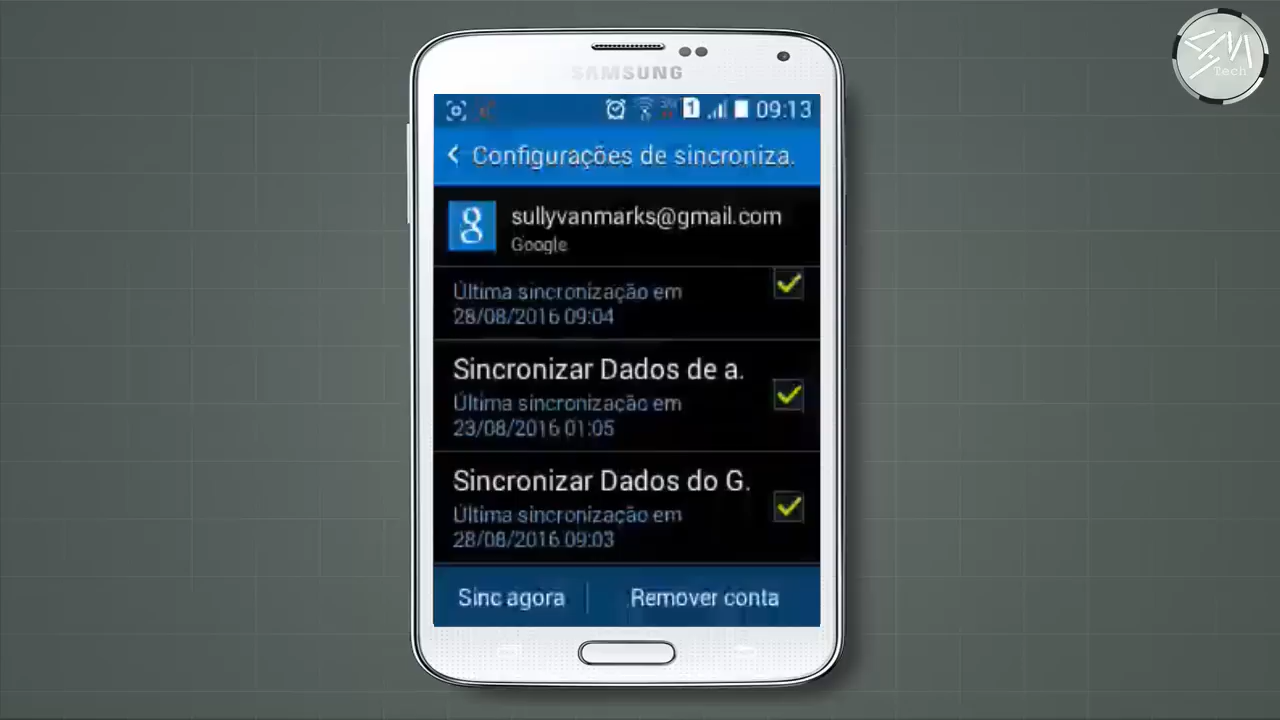 SAMSUNG
1 09:13
Configurações de sincroniza.
sullyvanmarks@gmail.com
Google
Última sincronização em
28/08/2016 09:04
Sincronizar Dados de a.
Última sincronização em
23/08/2016 01:05
Sincronizar Dados do G.
Última sincronização em
28/08/2016 09:03
Sinc agora
Remover conta
Tech